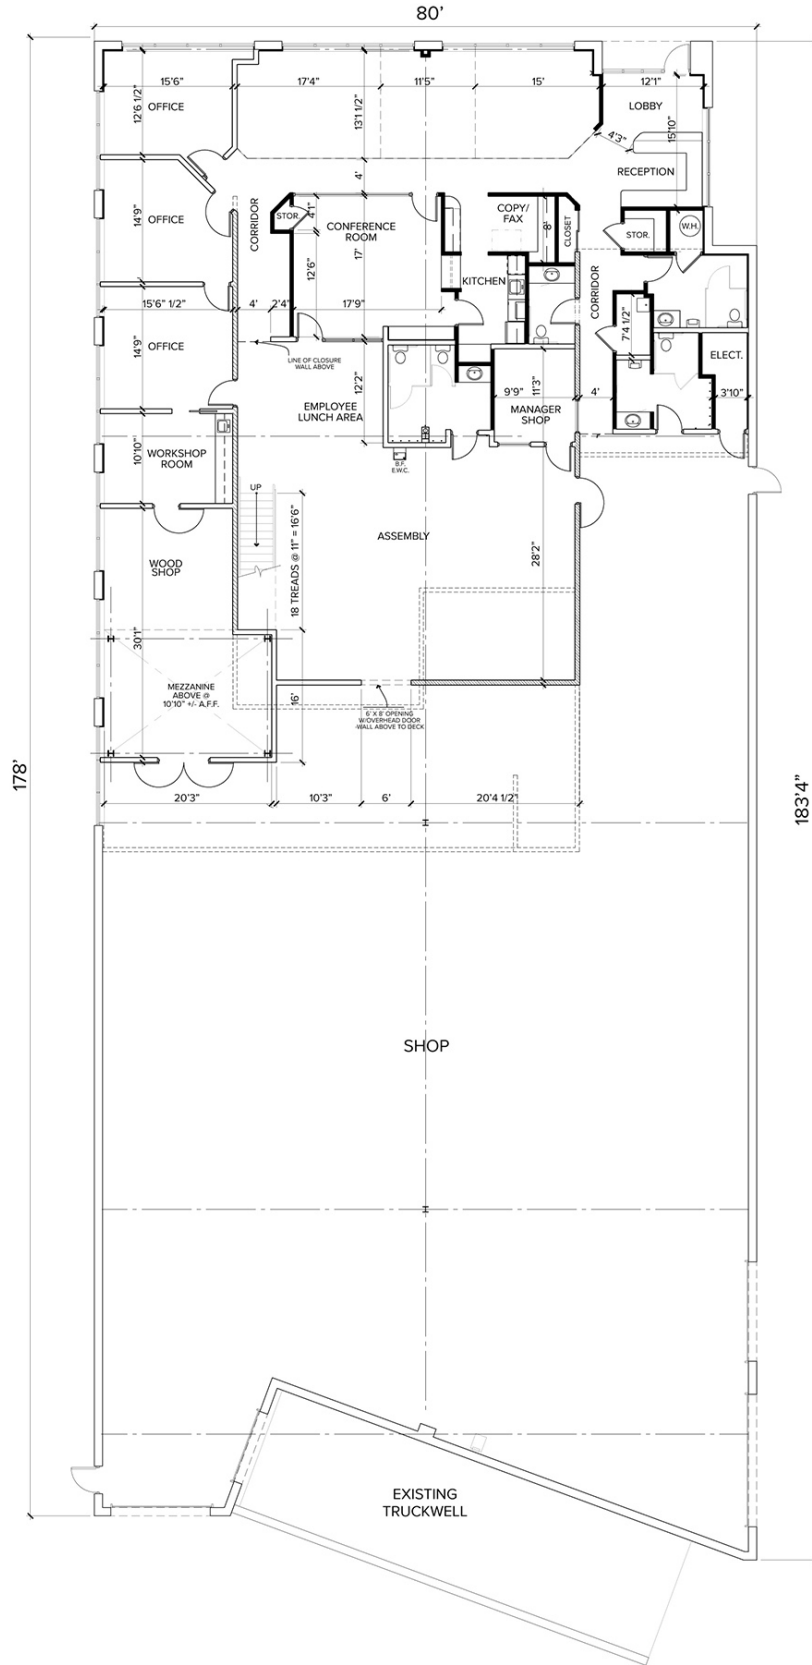 80'
15'6"
17'4"
11'5"
15'
12'1"
12'6 1/2"
OFFICE
13'1 1/2"
LOBBY
15'10"
4'3"
RECEPTION
4'
14'9"
OFFICE
CORRIDOR
STOR.
4'1"
CONFERENCE
ROOM
17'
12'6"
COPY/
FAX
8'
CLOSET
STOR.
W.H.
KITCHEN
CORRIDOR
15'6" 1/2"
4'
2'4"
17'9"
7'4 1/2"
14'9"
OFFICE
LINE OF CLOSURE
WALL ABOVE
12'2"
ELECT.
EMPLOYEE
LUNCH AREA
9'9"
11'3"
MANAGER
SHOP
4'
3'10"
10'10"
WORKSHOP
ROOM
B.F.
E.W.C.
UP
18 TREADS @ 11" = 16'6"
ASSEMBLY
28'2"
WOOD
SHOP
30'1"
MEZZANINE
ABOVE @
10'10" +/- A.F.F.
16'
6' X 8' OPENING
W/OVERHEAD DOOR
WALL ABOVE TO DECK
178'
183'4"
20'3"
10'3"
6'
20'4 1/2"
SHOP
EXISTING
TRUCKWELL